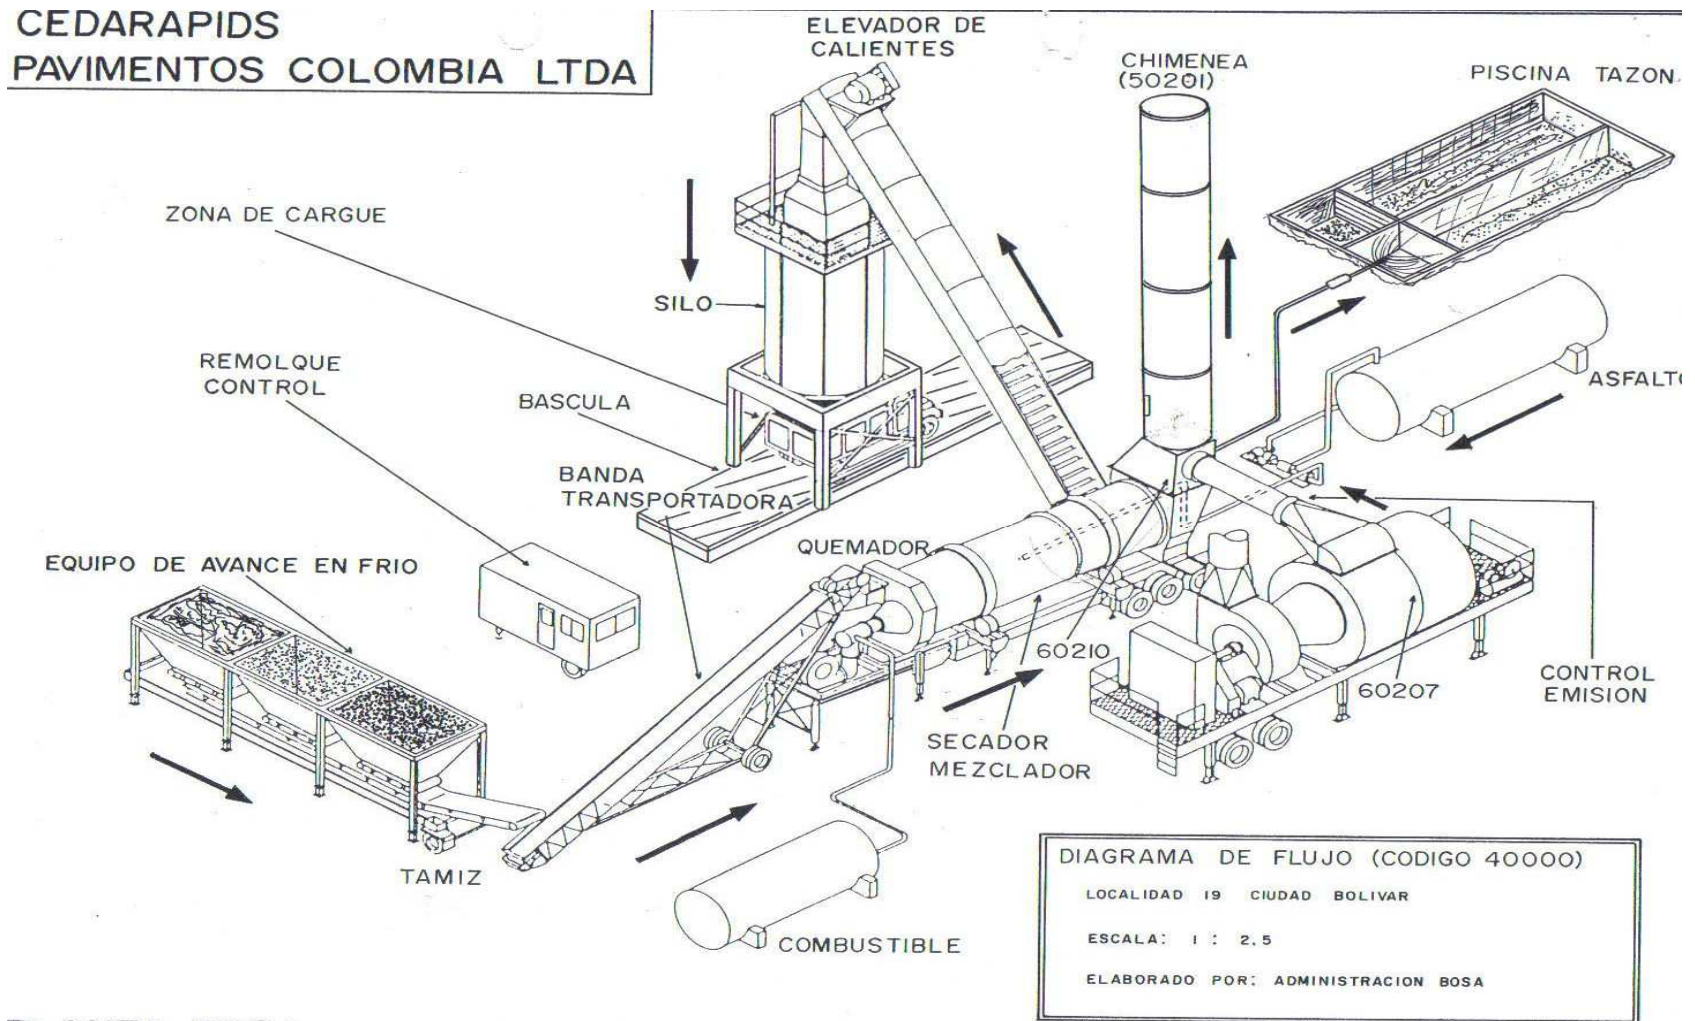 CEDARAPIDS
PAVIMENTOS COLOMBIA LTDA
ELEVADOR DE
CALIENTES
CHIMENEA
(50201)
PISCINA TAZON
ZONA DE CARGUE
SILO
REMOLQUE
CONTROL
BASCULA
ASFALTO
BANDA
TRANSPORTADORA
QUEMADOR
EQUIPO DE AVANCE EN FRIO
60210
60207
CONTROL
EMISION
SECADOR
MEZCLADOR
TAMIZ
COMBUSTIBLE
DIAGRAMA DE FLUJO (CODIGO 40000)
LOCALIDAD 19 CIUDAD BOLIVAR
ESCALA: 1 : 2.5
ELABORADO POR: ADMINISTRACION BOSA